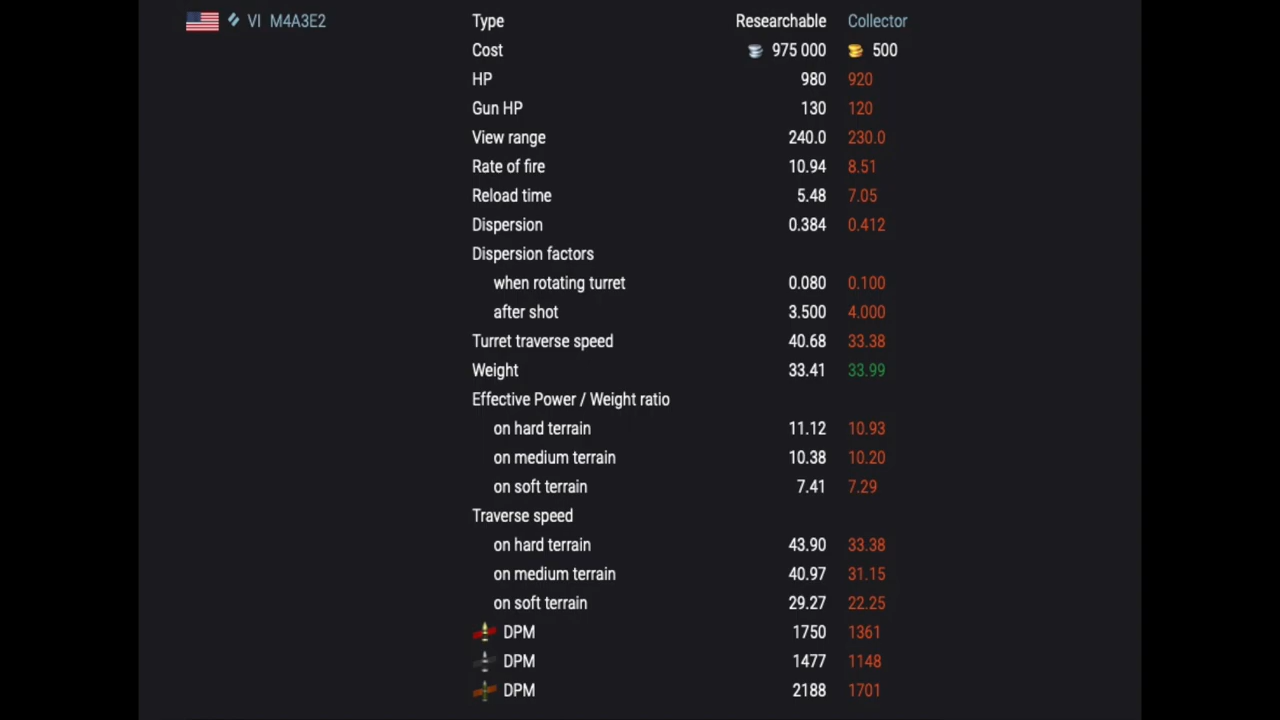 VI M4A3E2 Type Researchable Collector
Cost 975 000 500
HP 980 920
Gun HP 130 120
View range 240.0 230.0
Rate of fire 10.94 8.51
Reload time 5.48 7.05
Dispersion 0.384 0.412
Dispersion factors
when rotating turret 0.080 0.100
after shot 3.500 4.000
Turret traverse speed 40.68 33.38
Weight 33.41 33.99
Effective Power / Weight ratio
on hard terrain 11.12 10.93
on medium terrain 10.38 10.20
on soft terrain 7.41 7.29
Traverse speed
on hard terrain 43.90 33.38
on medium terrain 40.97 31.15
on soft terrain 29.27 22.25
DPM 1750 1361
DPM 1477 1148
DPM 2188 1701